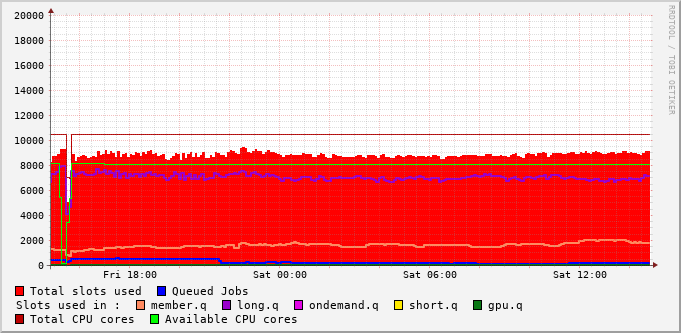 20000
18000
16000
14000
12000
10000
8000
6000
4000
2000
0
Fri 18:00 Sat 00:00 Sat 06:00 Sat 12:00
RRDTOOL / TOBI OETIKER
Total slots used Queued Jobs
Slots used in : member.q long.q ondemand.q short.q gpu.q
Total CPU cores Available CPU cores